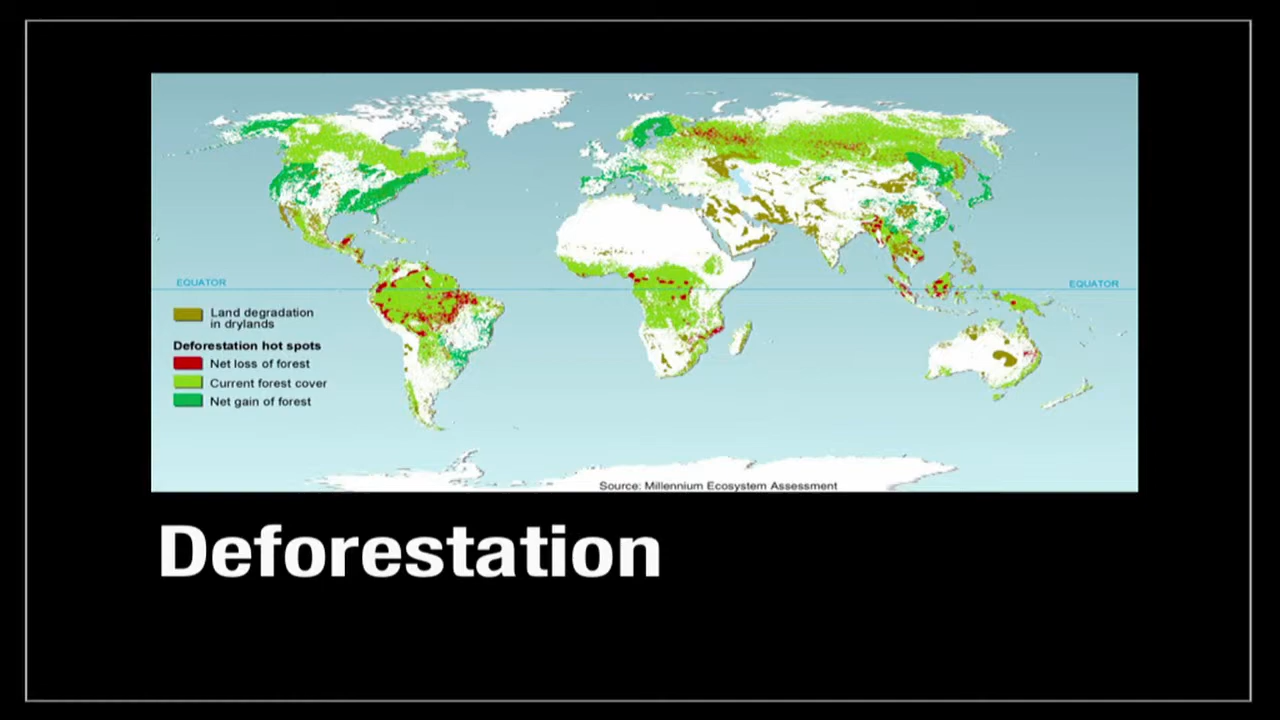 EQUATOR
EQUATOR
Land degradation
in drylands
Deforestation hot spots
Net loss of forest
Current forest cover
Net gain of forest
Source: Millennium Ecosystem Assessment
Deforestation